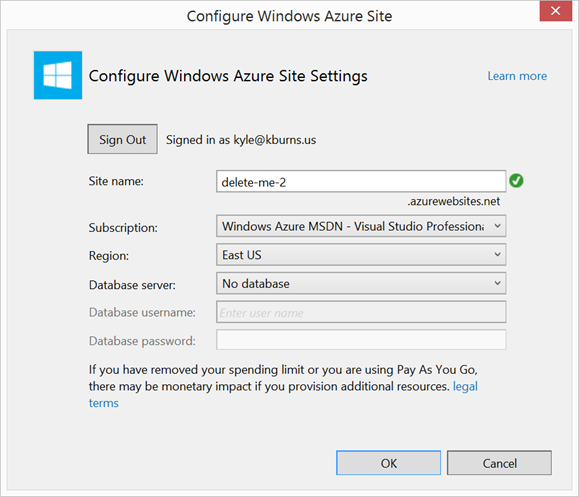 Configure Windows Azure Site
Configure Windows Azure Site Settings
Learn more
Sign Out
Signed in as kyle@kburns.us
Site name:
delete-me-2
.azurewebsites.net
Subscription:
Windows Azure MSDN - Visual Studio Professiona
Region:
East US
Database server:
No database
Database username:
Enter user name
Database password:
If you have removed your spending limit or you are using Pay As You Go,
there may be monetary impact if you provision additional resources. legal
terms
OK
Cancel